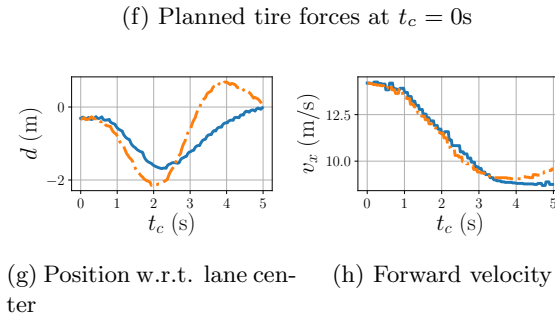 (f) Planned tire forces at t_c = 0s
0
−2
d (m)
0 1 2 3 4 5
t_c (s)
12.5
10.0
v_x (m/s)
0 1 2 3 4 5
t_c (s)
(g) Position w.r.t. lane cen-
ter
(h) Forward velocity